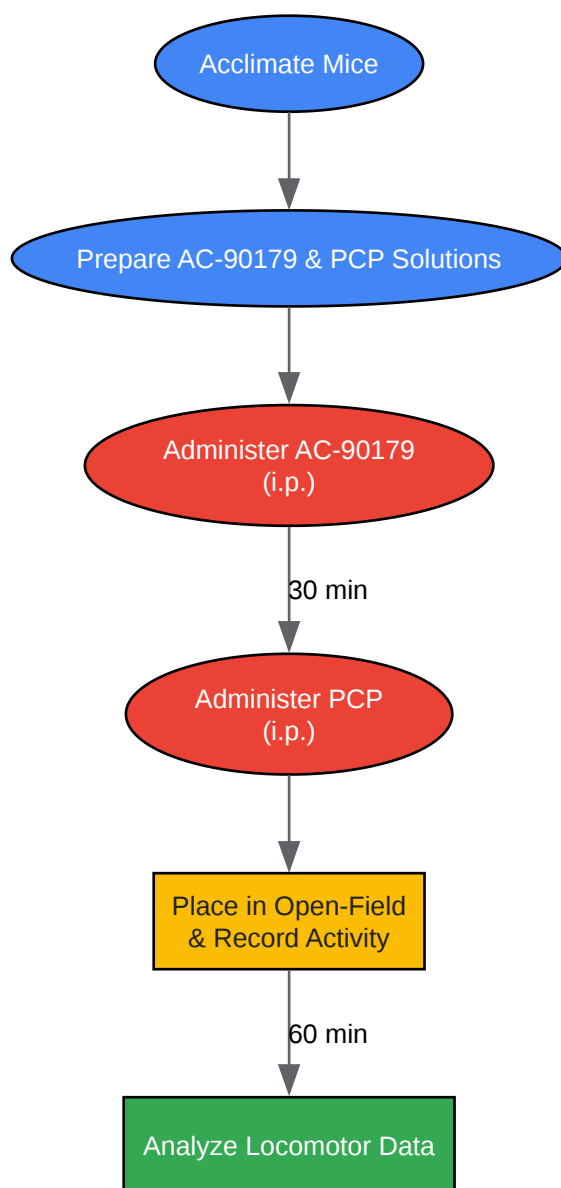 Acclimate Mice
Prepare AC-90179 & PCP Solutions
Administer AC-90179
(i.p.)
30 min
Administer PCP
(i.p.)
Place in Open-Field
& Record Activity
60 min
Analyze Locomotor Data